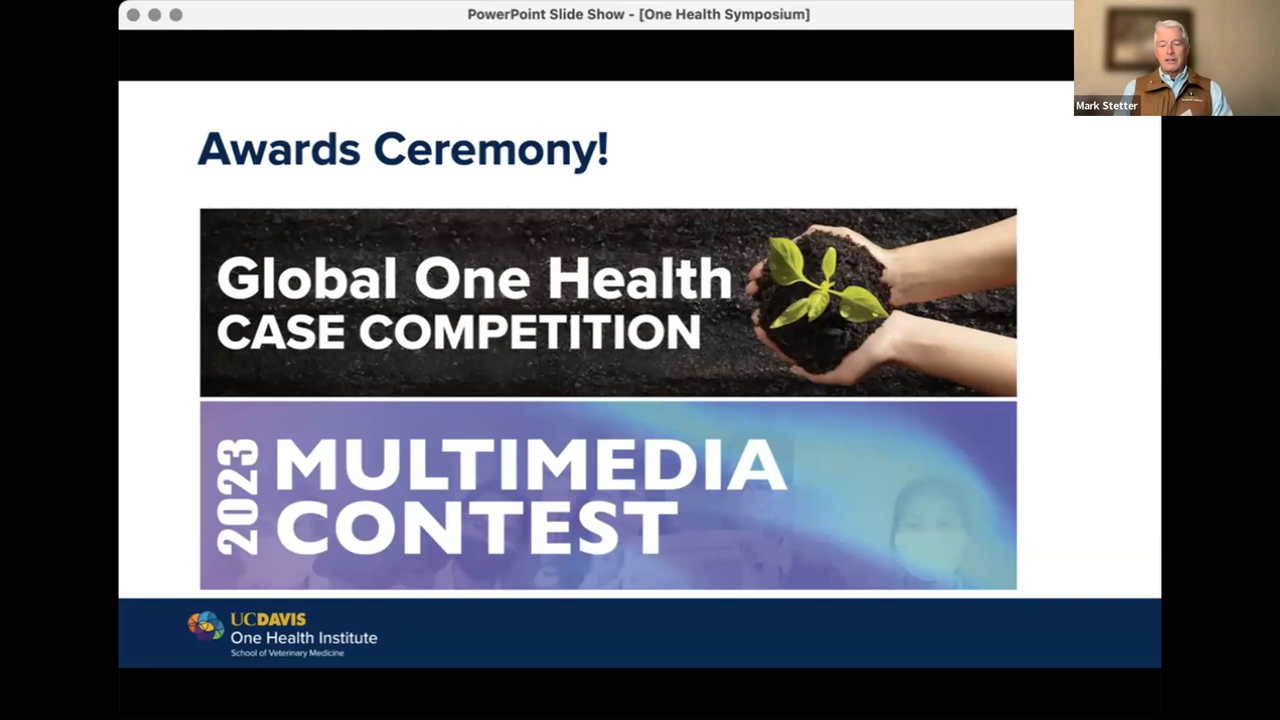 PowerPoint Slide Show - [One Health Symposium]
Mark Stetter
Awards Ceremony!
Global One Health
CASE COMPETITION
2023
MULTIMEDIA
CONTEST
UCDAVIS
One Health Institute
School of Veterinary Medicine